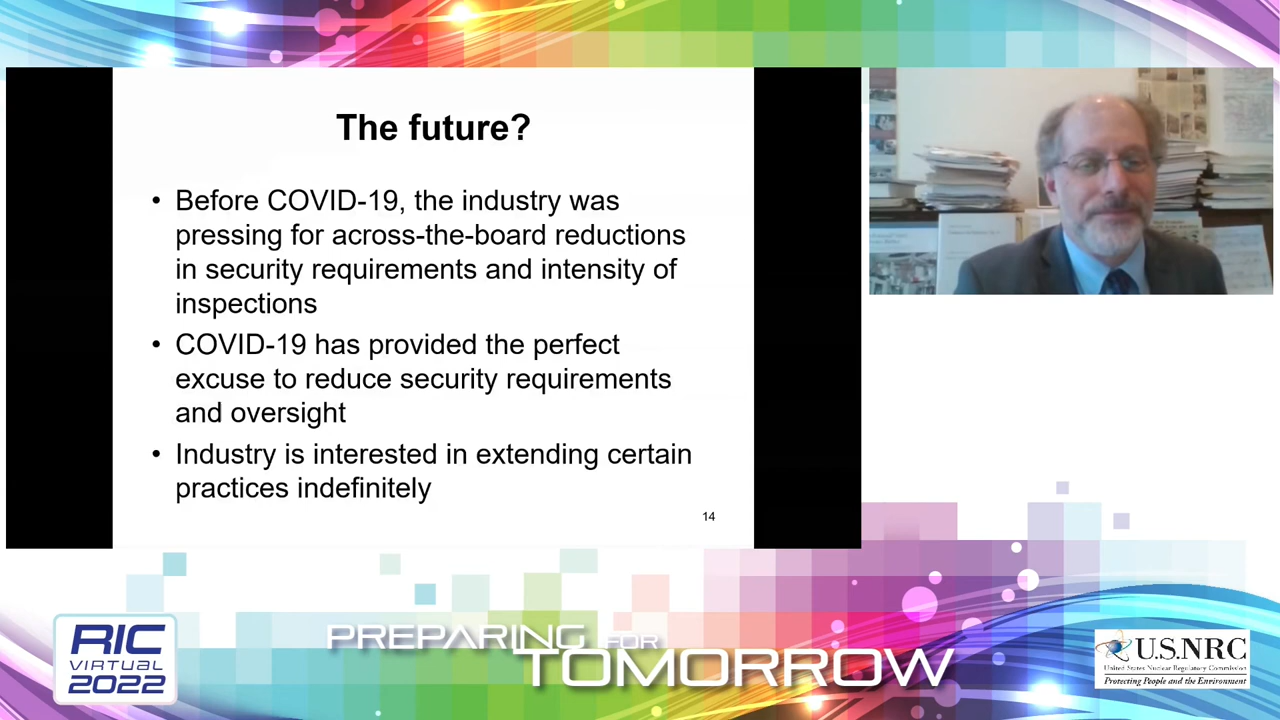 The future?
• Before COVID-19, the industry was
pressing for across-the-board reductions
in security requirements and intensity of
inspections
• COVID-19 has provided the perfect
excuse to reduce security requirements
and oversight
• Industry is interested in extending certain
practices indefinitely
14
RIC
VIRTUAL
2022
PREPARING FOR
TOMORROW
U.S.NRC
United States Nuclear Regulatory Commission
Protecting People and the Environment